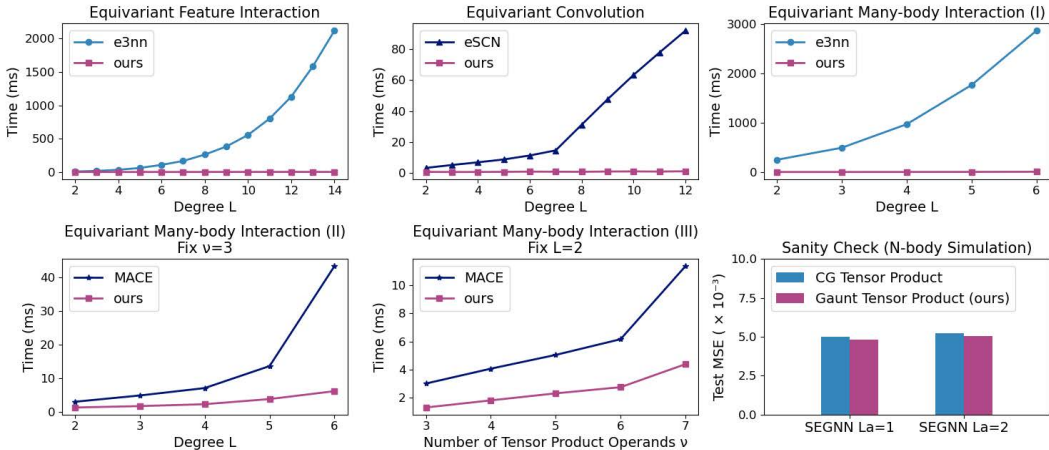 Equivariant Feature Interaction
e3nn
ours
Time (ms)
2000
1500
1000
500
0
2 4 6 8 10 12 14
Degree L
Equivariant Convolution
eSCN
ours
Time (ms)
80
60
40
20
0
2 4 6 8 10 12
Degree L
Equivariant Many-body Interaction (I)
e3nn
ours
Time (ms)
3000
2000
1000
0
2 3 4 5 6
Degree L
Equivariant Many-body Interaction (II)
Fix ν=3
MACE
ours
Time (ms)
40
30
20
10
0
2 3 4 5 6
Degree L
Equivariant Many-body Interaction (III)
Fix L=2
MACE
ours
Time (ms)
10
8
6
4
2
3 4 5 6 7
Number of Tensor Product Operands ν
Sanity Check (N-body Simulation)
CG Tensor Product
Gaunt Tensor Product (ours)
Test MSE ( × 10⁻³)
10.0
7.5
5.0
2.5
0.0
SEGNN La=1 SEGNN La=2